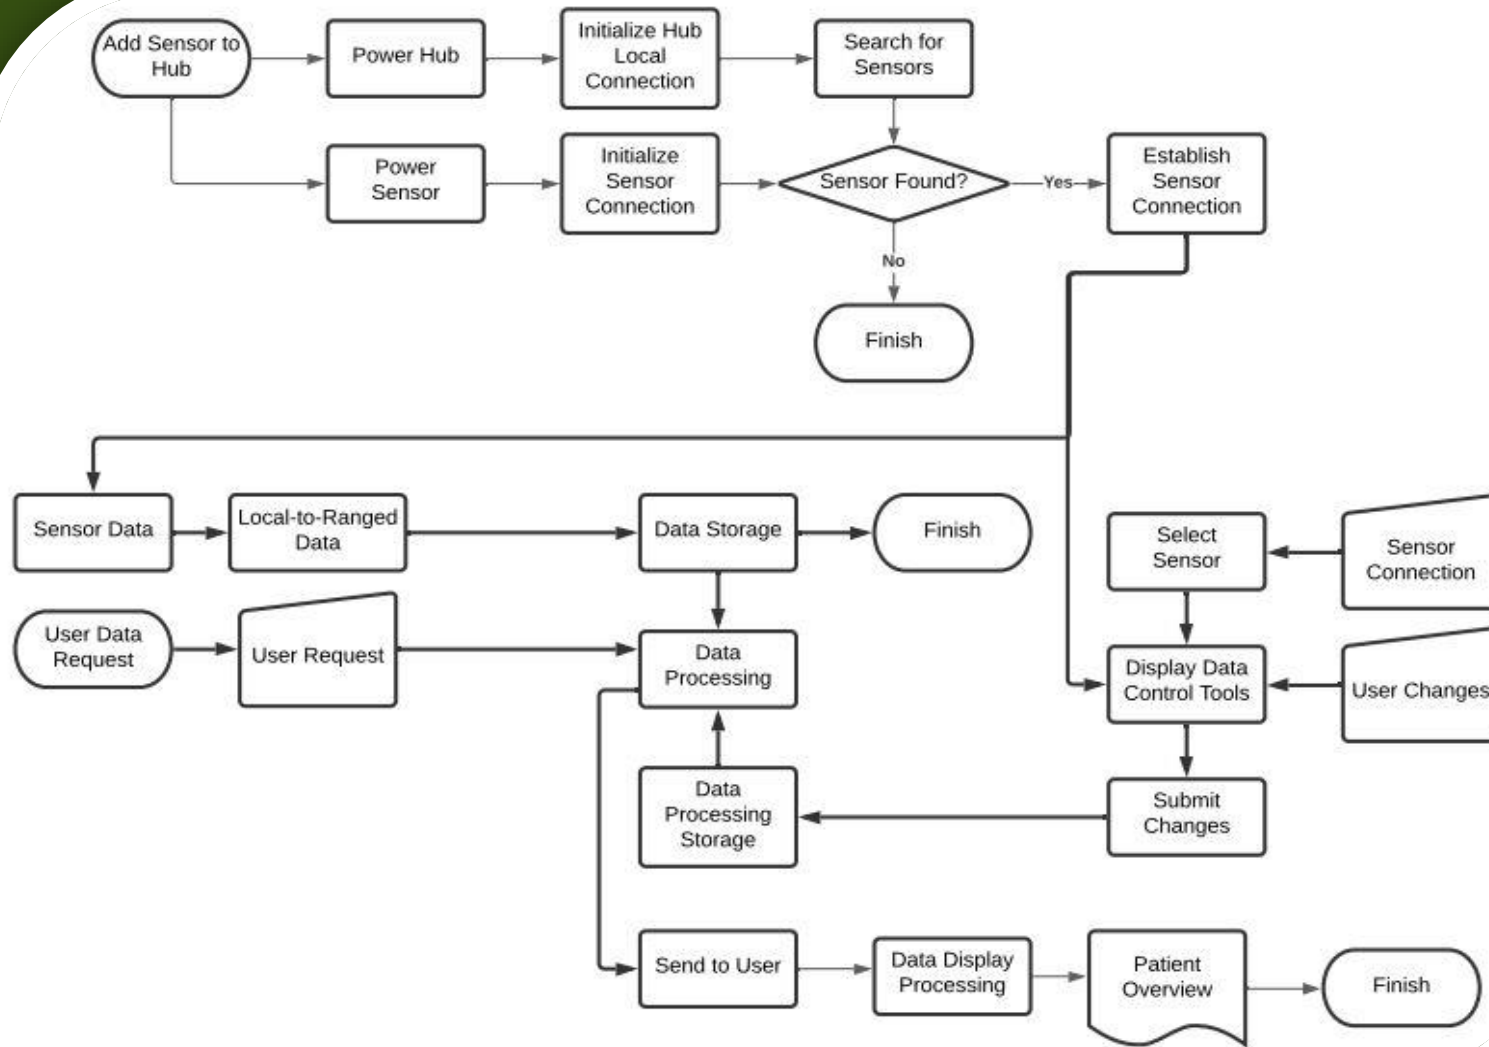 Add Sensor to
Hub
Power Hub
Initialize Hub
Local
Connection
Search for
Sensors
Power
Sensor
Initialize
Sensor
Connection
Sensor Found?
Yes
Establish
Sensor
Connection
No
Finish
Sensor Data
Local-to-Ranged
Data
Data Storage
Finish
Select
Sensor
Sensor
Connection
User Data
Request
User Request
Data
Processing
Display Data
Control Tools
User Changes
Data
Processing
Storage
Submit
Changes
Send to User
Data Display
Processing
Patient
Overview
Finish